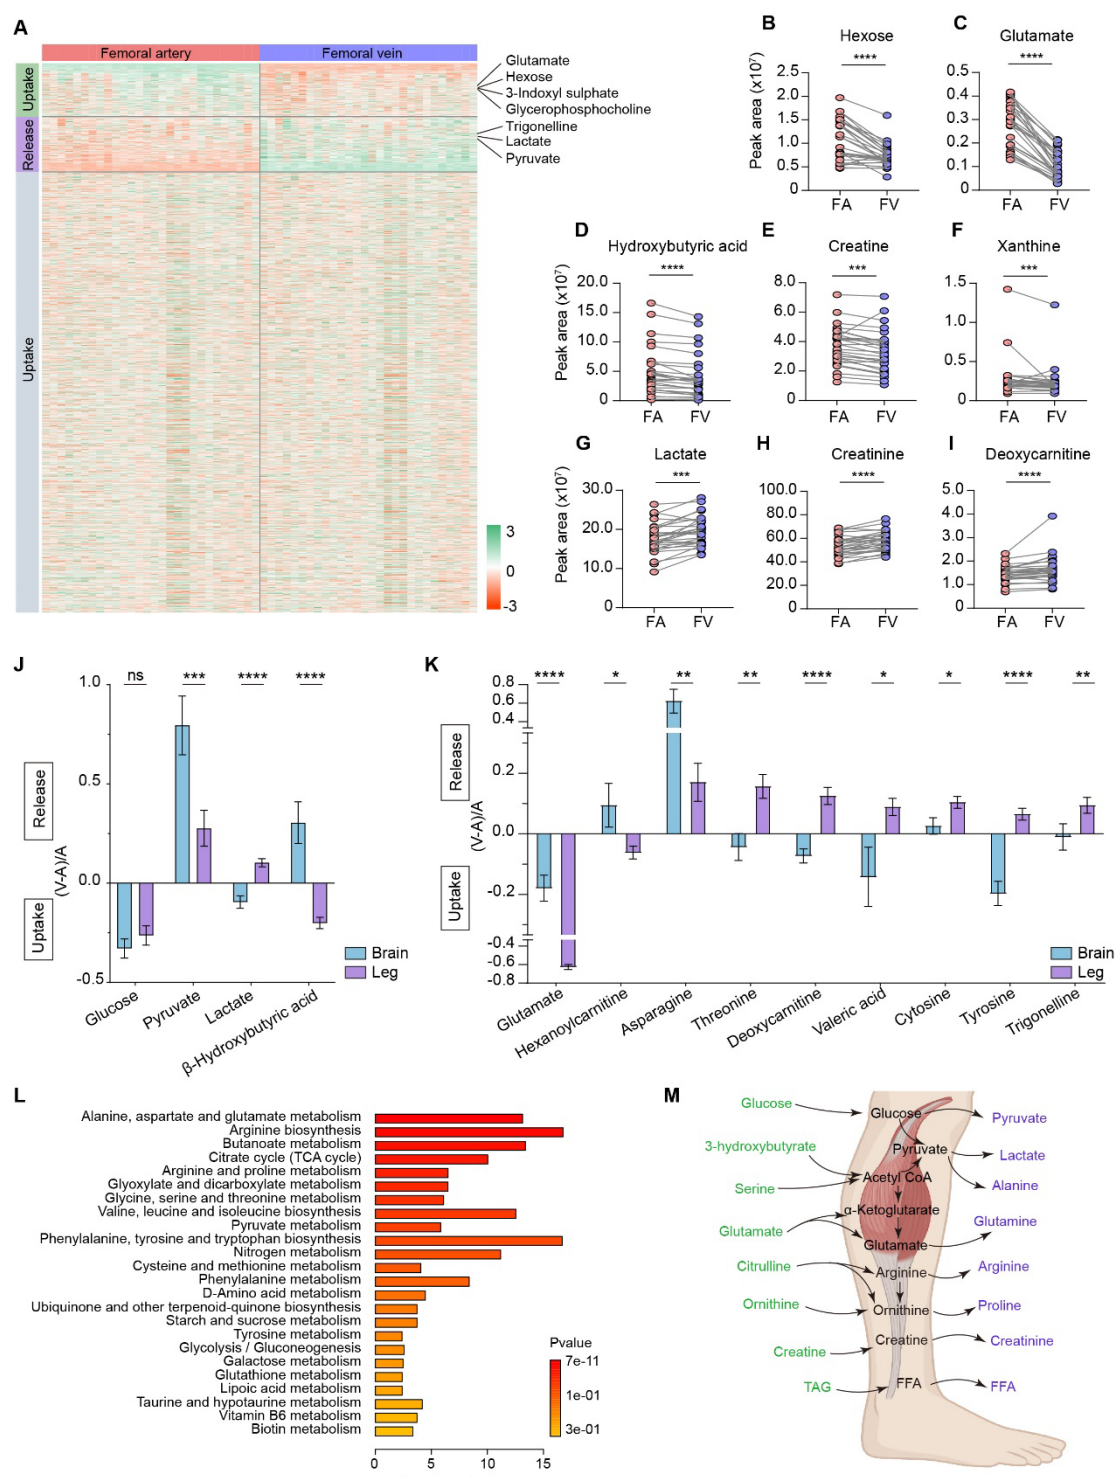 A
Femoral artery
Femoral vein
Uptake
Release
Uptake
Glutamate
Hexose
3-Indoxyl sulphate
Glycerophosphocholine
Trigonelline
Lactate
Pyruvate
3
0
-3
B
Hexose
****
Peak area (x10⁷)
2.5
2.0
1.5
1.0
0.5
0
FA FV
C
Glutamate
****
0.5
0.4
0.3
0.2
0.1
0
FA FV
D
Hydroxybutyric acid
****
Peak area (x10⁷)
20.0
15.0
10.0
5.0
0
FA FV
E
Creatine
***
8.0
6.0
4.0
2.0
0
FA FV
F
Xanthine
***
1.5
1.0
0.5
0
FA FV
G
Lactate
***
Peak area (x10⁷)
30.0
20.0
10.0
0
FA FV
H
Creatinine
****
100.0
80.0
60.0
40.0
20.0
0
FA FV
I
Deoxycarnitine
****
5.0
4.0
2.0
1.0
0
FA FV
J
ns *** **** ****
1.0
0.5
0.0
-0.5
(V-A)/A
Release
Uptake
Brain
Leg
Glucose
Pyruvate
Lactate
β-Hydroxybutyric acid
K
**** * ** ** **** * * **** **
0.8
0.6
0.4
0.2
0.0
-0.2
-0.4
-0.6
-0.8
(V-A)/A
Release
Uptake
Brain
Leg
Glutamate
Hexanoylcarnitine
Asparagine
Threonine
Deoxycarnitine
Valeric acid
Cytosine
Tyrosine
Trigonelline
L
Alanine, aspartate and glutamate metabolism
Arginine biosynthesis
Butanoate metabolism
Citrate cycle (TCA cycle)
Arginine and proline metabolism
Glyoxylate and dicarboxylate metabolism
Glycine, serine and threonine metabolism
Valine, leucine and isoleucine biosynthesis
Pyruvate metabolism
Phenylalanine, tyrosine and tryptophan biosynthesis
Nitrogen metabolism
Cysteine and methionine metabolism
Phenylalanine metabolism
D-Amino acid metabolism
Ubiquinone and other terpenoid-quinone biosynthesis
Starch and sucrose metabolism
Tyrosine metabolism
Glycolysis / Gluconeogenesis
Galactose metabolism
Glutathione metabolism
Lipoic acid metabolism
Taurine and hypotaurine metabolism
Vitamin B6 metabolism
Biotin metabolism
0 5 10 15
Pvalue
7e-11
1e-01
3e-01
M
Glucose
3-hydroxybutyrate
Serine
Glutamate
Citrulline
Ornithine
Creatine
TAG
Glucose
Pyruvate
Acetyl CoA
α-Ketoglutarate
Glutamate
Arginine
Ornithine
Creatine
FFA
Pyruvate
Lactate
Alanine
Glutamine
Arginine
Proline
Creatinine
FFA